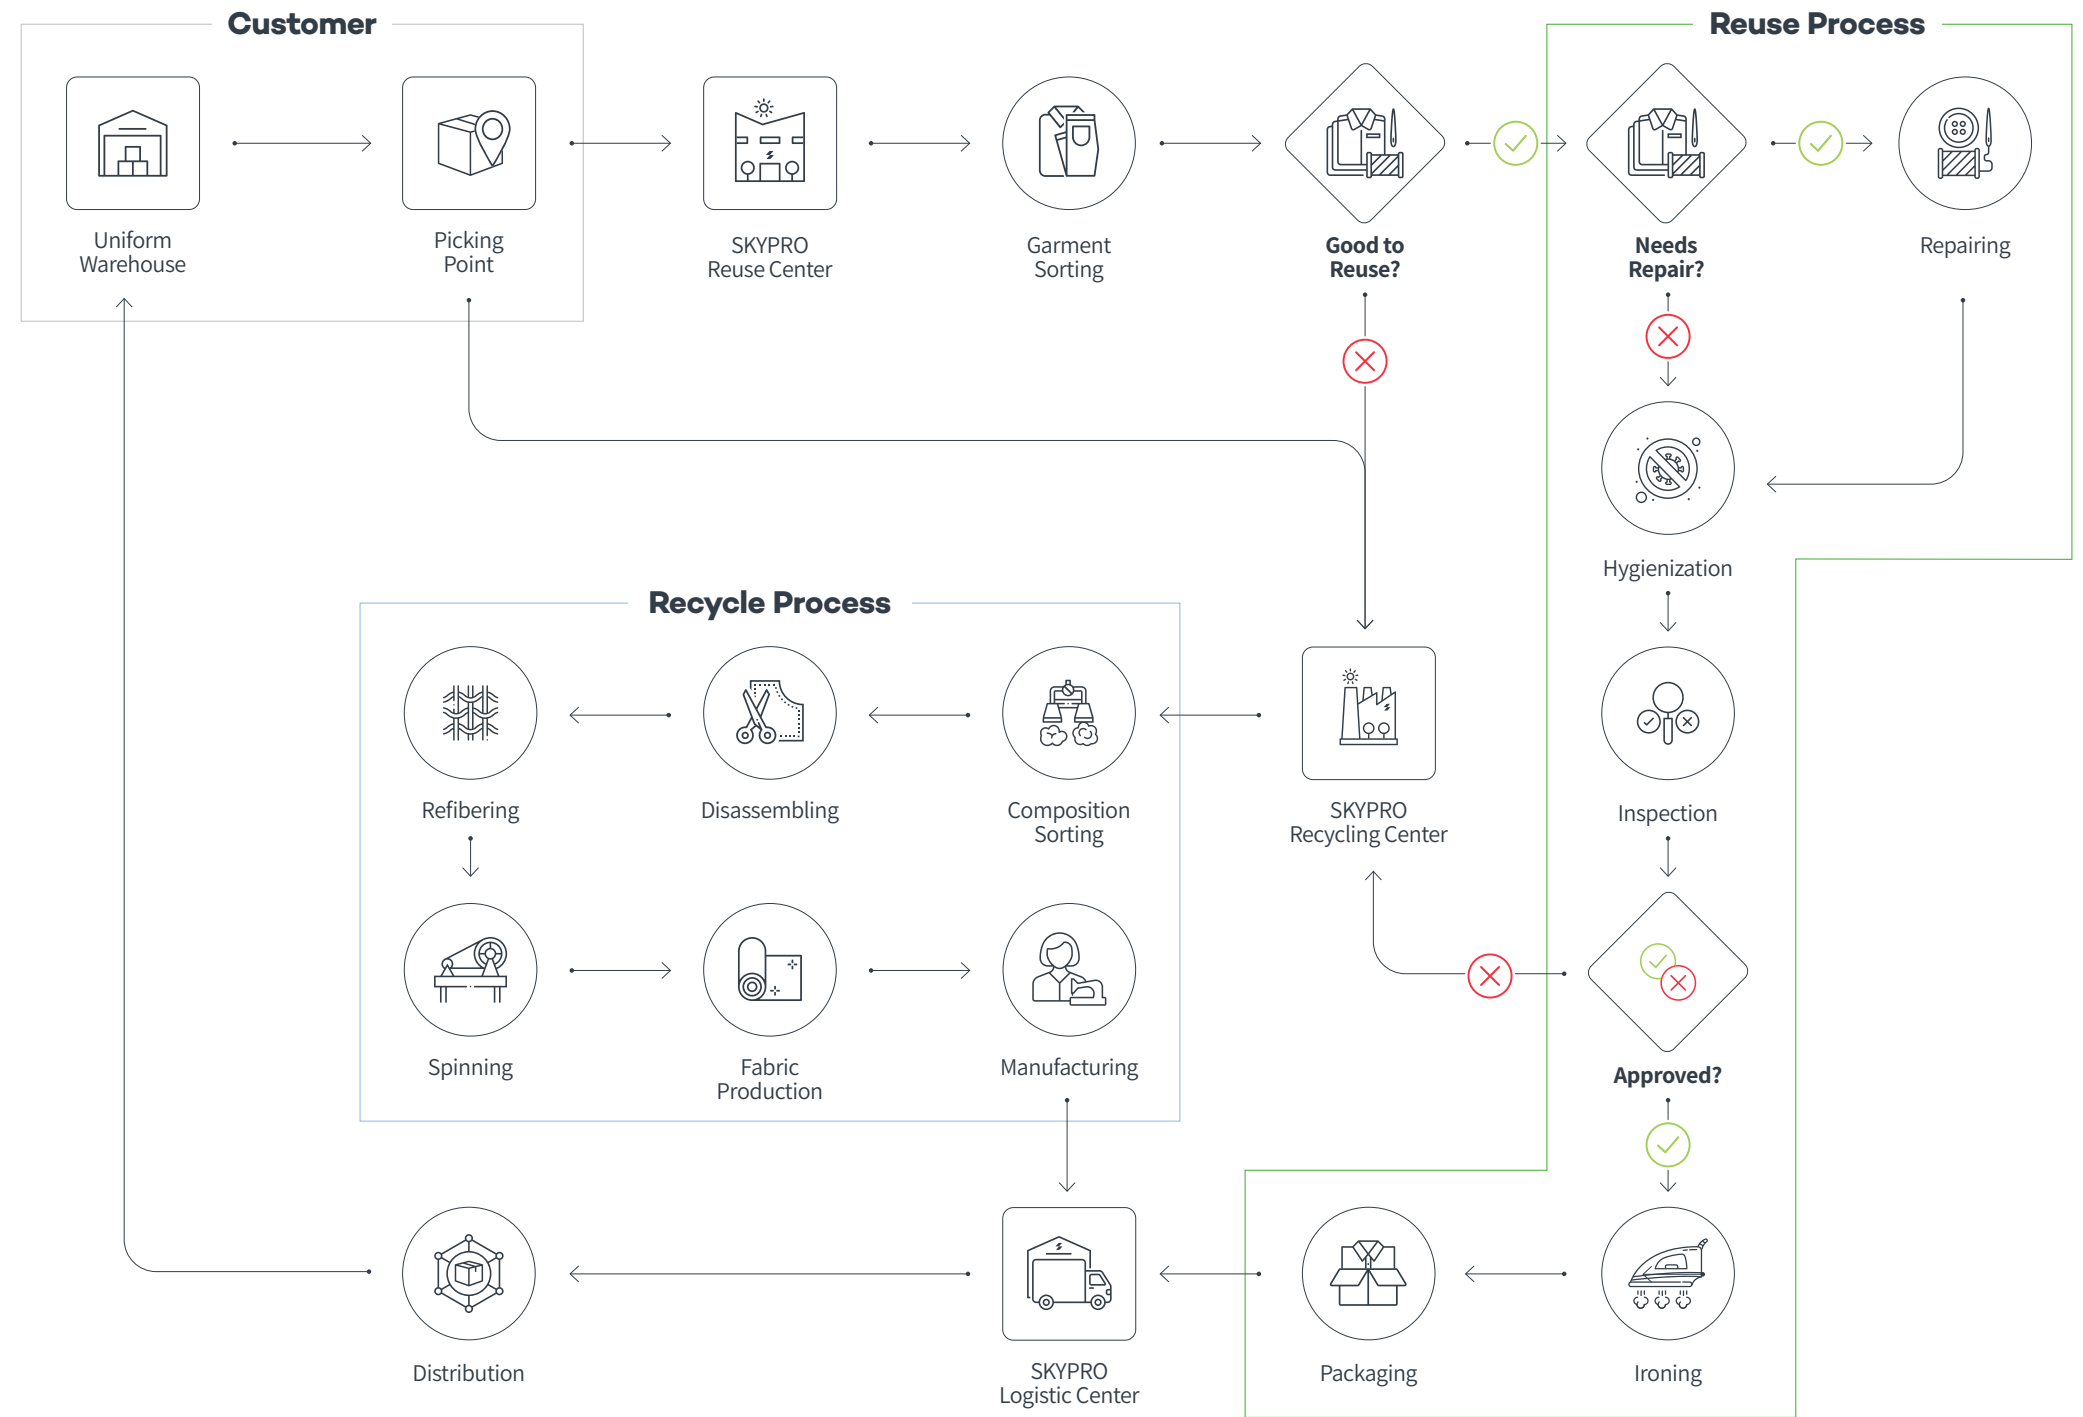 Customer
Reuse Process
Uniform
Warehouse
Picking
Point
SKYPRO
Reuse Center
Garment
Sorting
Good to
Reuse?
Needs
Repair?
Repairing
Hygienization
Recycle Process
Refibering
Disassembling
Composition
Sorting
SKYPRO
Recycling Center
Inspection
Spinning
Fabric
Production
Manufacturing
Approved?
Distribution
SKYPRO
Logistic Center
Packaging
Ironing